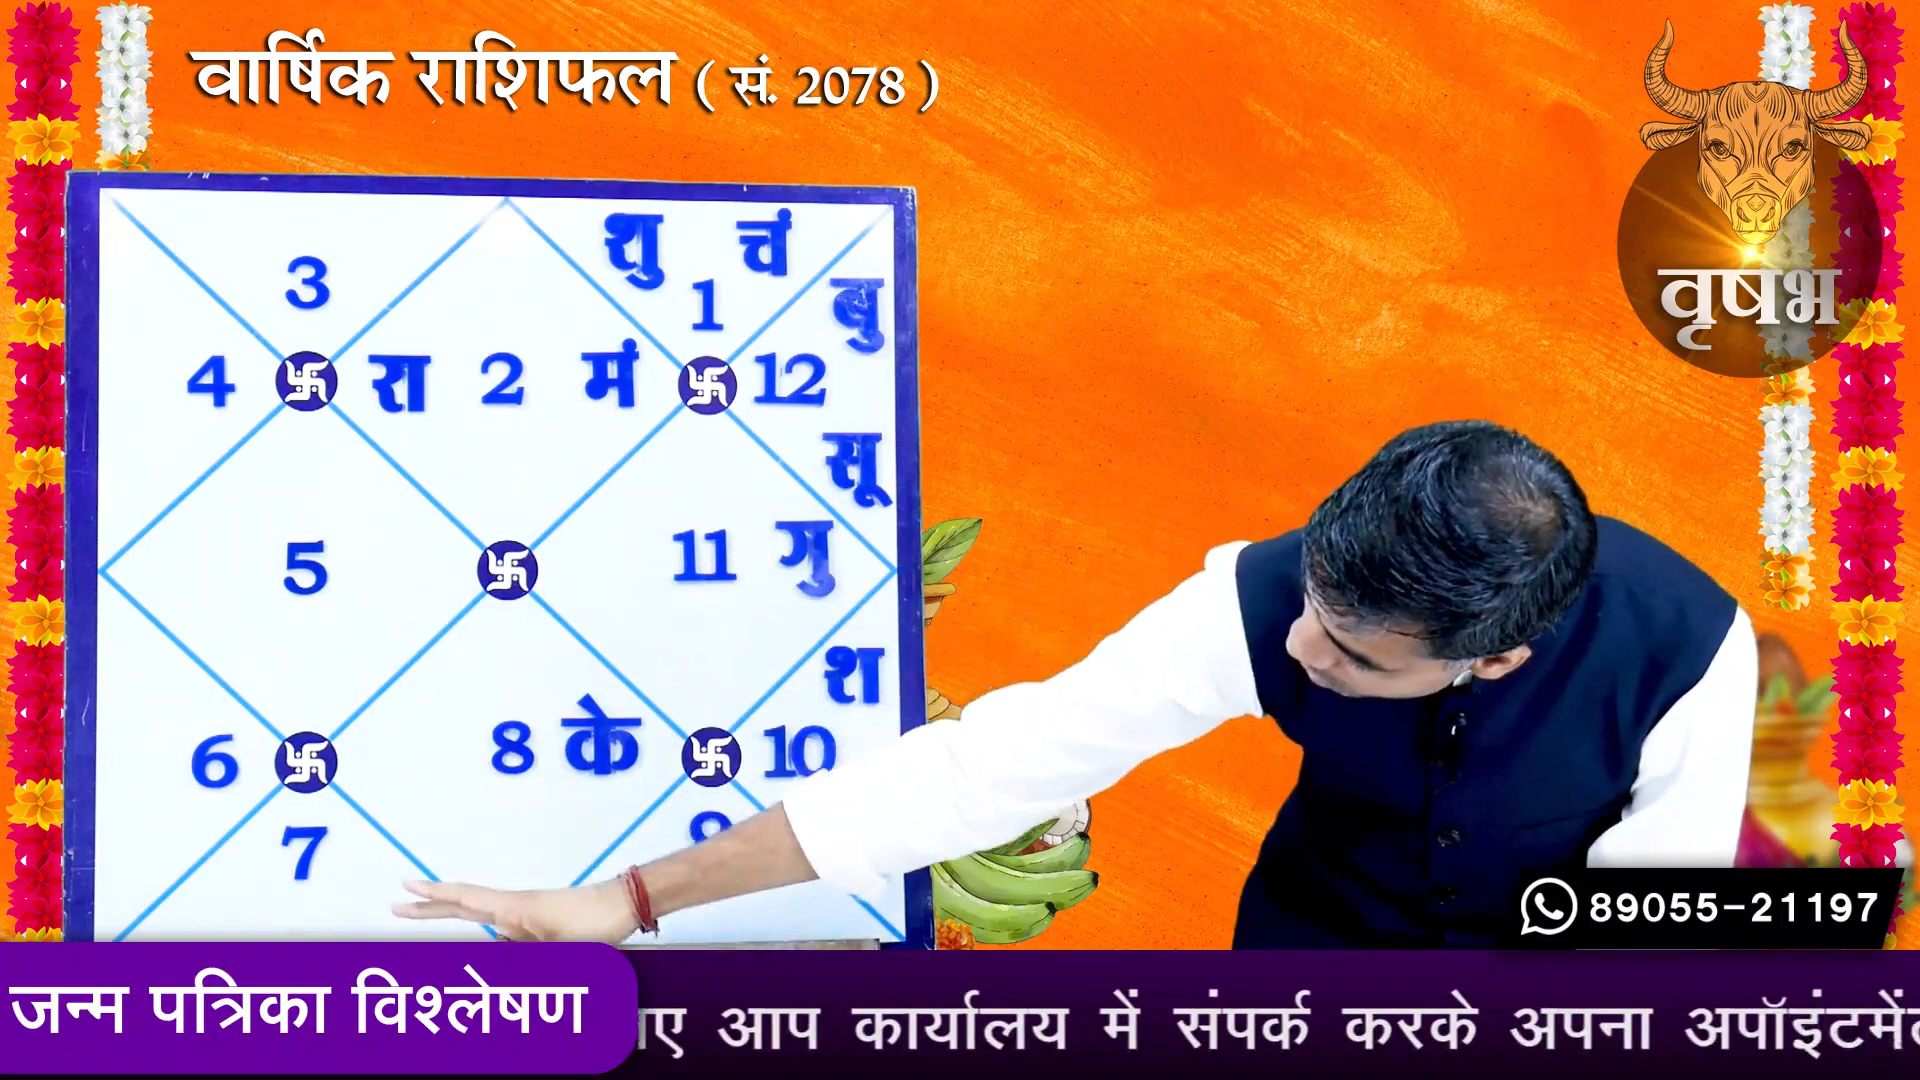 वार्षिक राशिफल ( सं. 2078 )
वृषभ
शु चं
3 1 बु
4 रा 2 मं 12
सू
5 11 गु
श
6 8 के 10
7
89055-21197
जन्म पत्रिका विश्लेषण
आप कार्यालय में संपर्क करके अपना